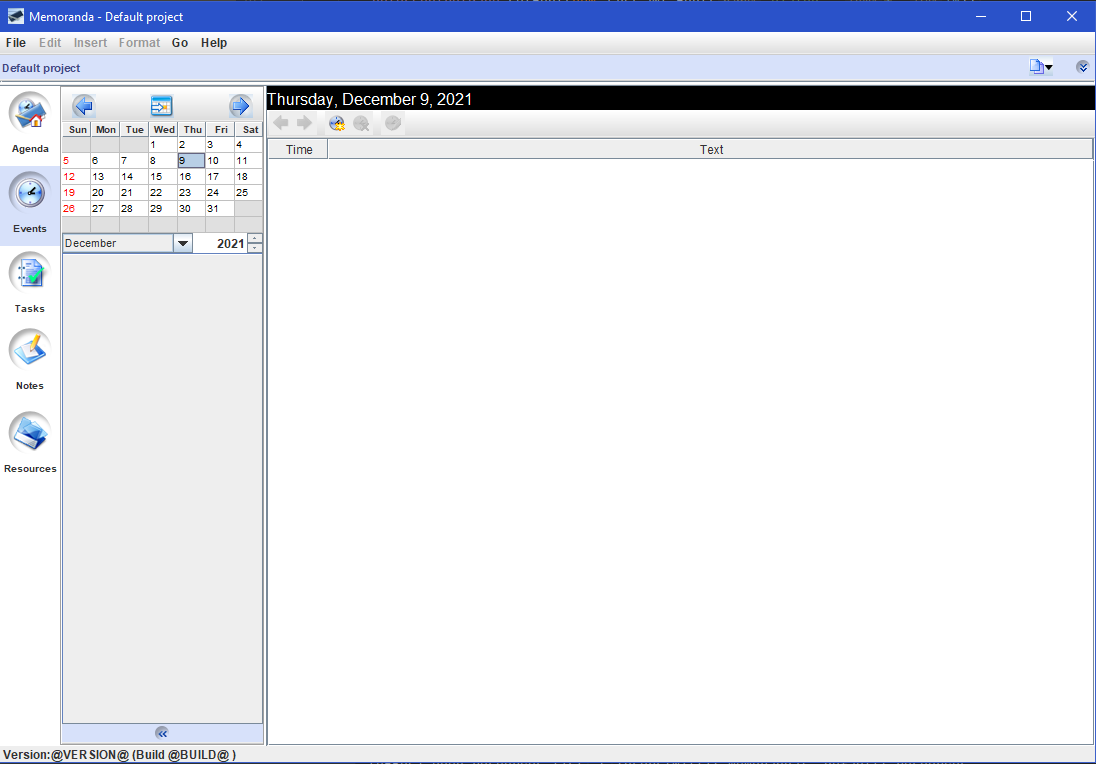 Memoranda - Default project
File Edit Insert Format Go Help
Default project
Agenda
Events
Tasks
Notes
Resources
Sun Mon Tue Wed Thu Fri Sat
1 2 3 4
5 6 7 8 9 10 11
12 13 14 15 16 17 18
19 20 21 22 23 24 25
26 27 28 29 30 31
December 2021
Thursday, December 9, 2021
Time Text
Version:@VERSION@ (Build @BUILD@ )